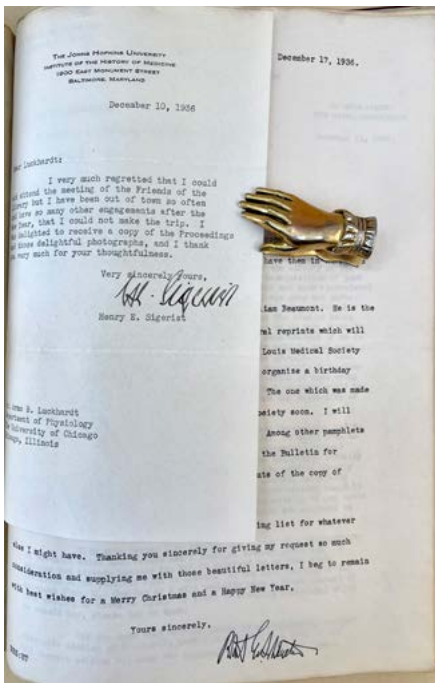 THE JOHNS HOPKINS UNIVERSITY
INSTITUTE OF THE HISTORY OF MEDICINE
1900 EAST MONUMENT STREET
BALTIMORE, MARYLAND
December 10, 1936
Luckhardt:
I very much regretted that I could
attend the meeting of the Friends of the
but I have been out of town so often
have so many other engagements after the
Year, that I could not make the trip. I
delighted to receive a copy of the Proceedings
those delightful photographs, and I thank
very much for your thoughtfulness.
Very sincerely yours,
Henry E. Sigerist
B. Luckhardt
of Physiology
University of Chicago
Illinois
December 17, 1936.
have them in
Beaumont. He is the
reprints which will
Louis Medical Society
organize a birthday
The one which was made
soon. I will
Among other pamphlets
the Bulletin for
of the copy of
list for whatever
else I might have. Thanking you sincerely for giving my request so much
consideration and supplying me with those beautiful letters, I beg to remain
with best wishes for a Merry Christmas and a Happy New Year.
Yours sincerely,